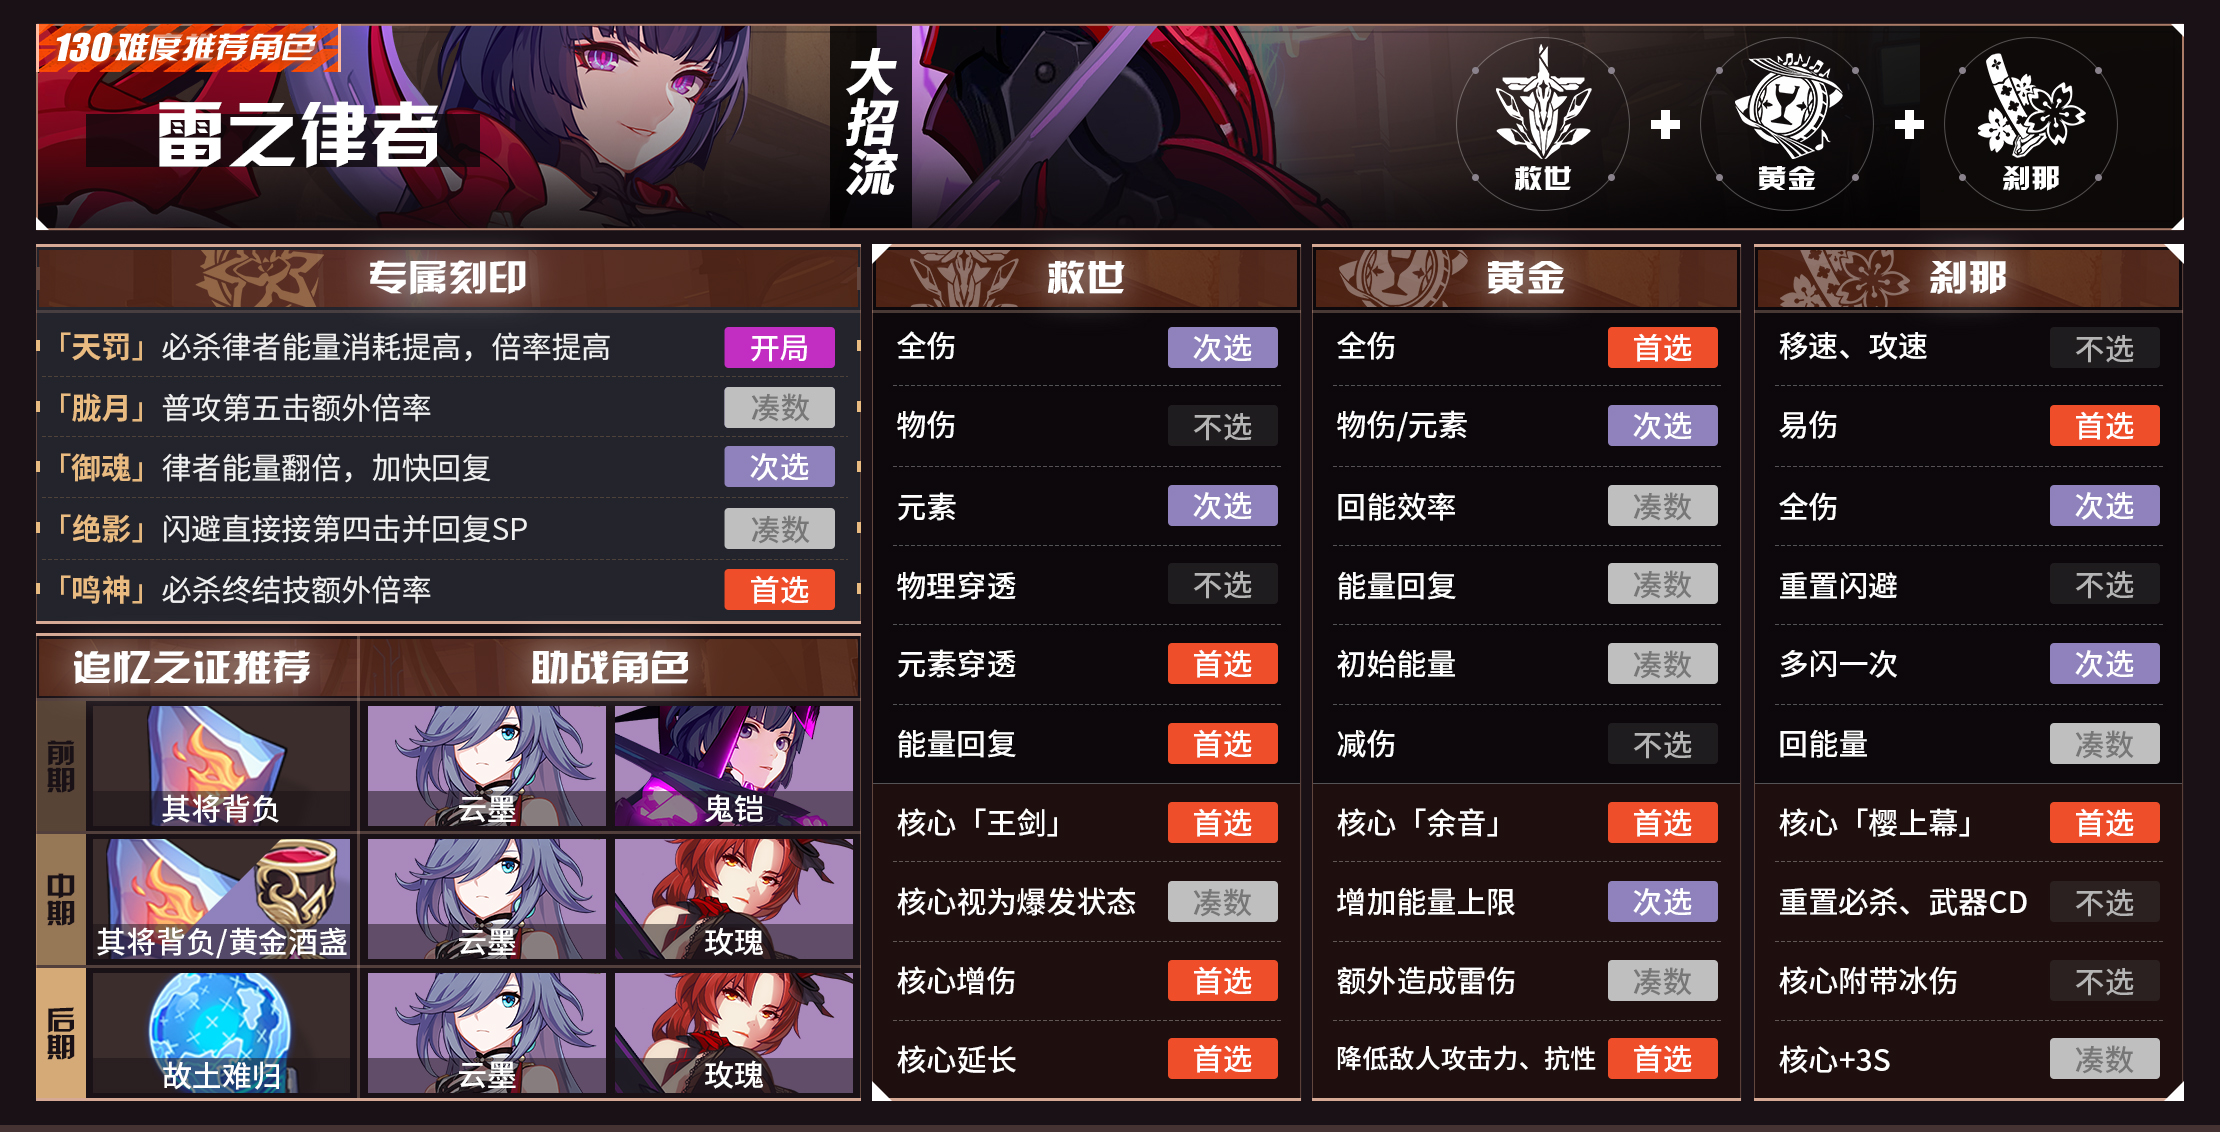 130难度推荐角色
雷之律者
大招流
救世
+
黄金
+
刹那
专属刻印
「天罚」必杀律者能量消耗提高，倍率提高 开局
「胧月」普攻第五击额外倍率 凑数
「御魂」律者能量翻倍，加快回复 次选
「绝影」闪避直接接第四击并回复SP 凑数
「鸣神」必杀终结技额外倍率 首选
追忆之证推荐 助战角色
前期
其将背负 云墨 鬼铠
中期
其将背负/黄金酒盏 云墨 玫瑰
后期
故土难归 云墨 玫瑰
救世
全伤 次选
物伤 不选
元素 次选
物理穿透 不选
元素穿透 首选
能量回复 首选
核心「王剑」 首选
核心视为爆发状态 凑数
核心增伤 首选
核心延长 首选
黄金
全伤 首选
物伤/元素 次选
回能效率 凑数
能量回复 凑数
初始能量 凑数
减伤 不选
核心「余音」 首选
增加能量上限 次选
额外造成雷伤 凑数
降低敌人攻击力、抗性 首选
刹那
移速、攻速 不选
易伤 首选
全伤 次选
重置闪避 不选
多闪一次 次选
回能量 凑数
核心「樱上幕」 首选
重置必杀、武器CD 不选
核心附带冰伤 不选
核心+3S 凑数